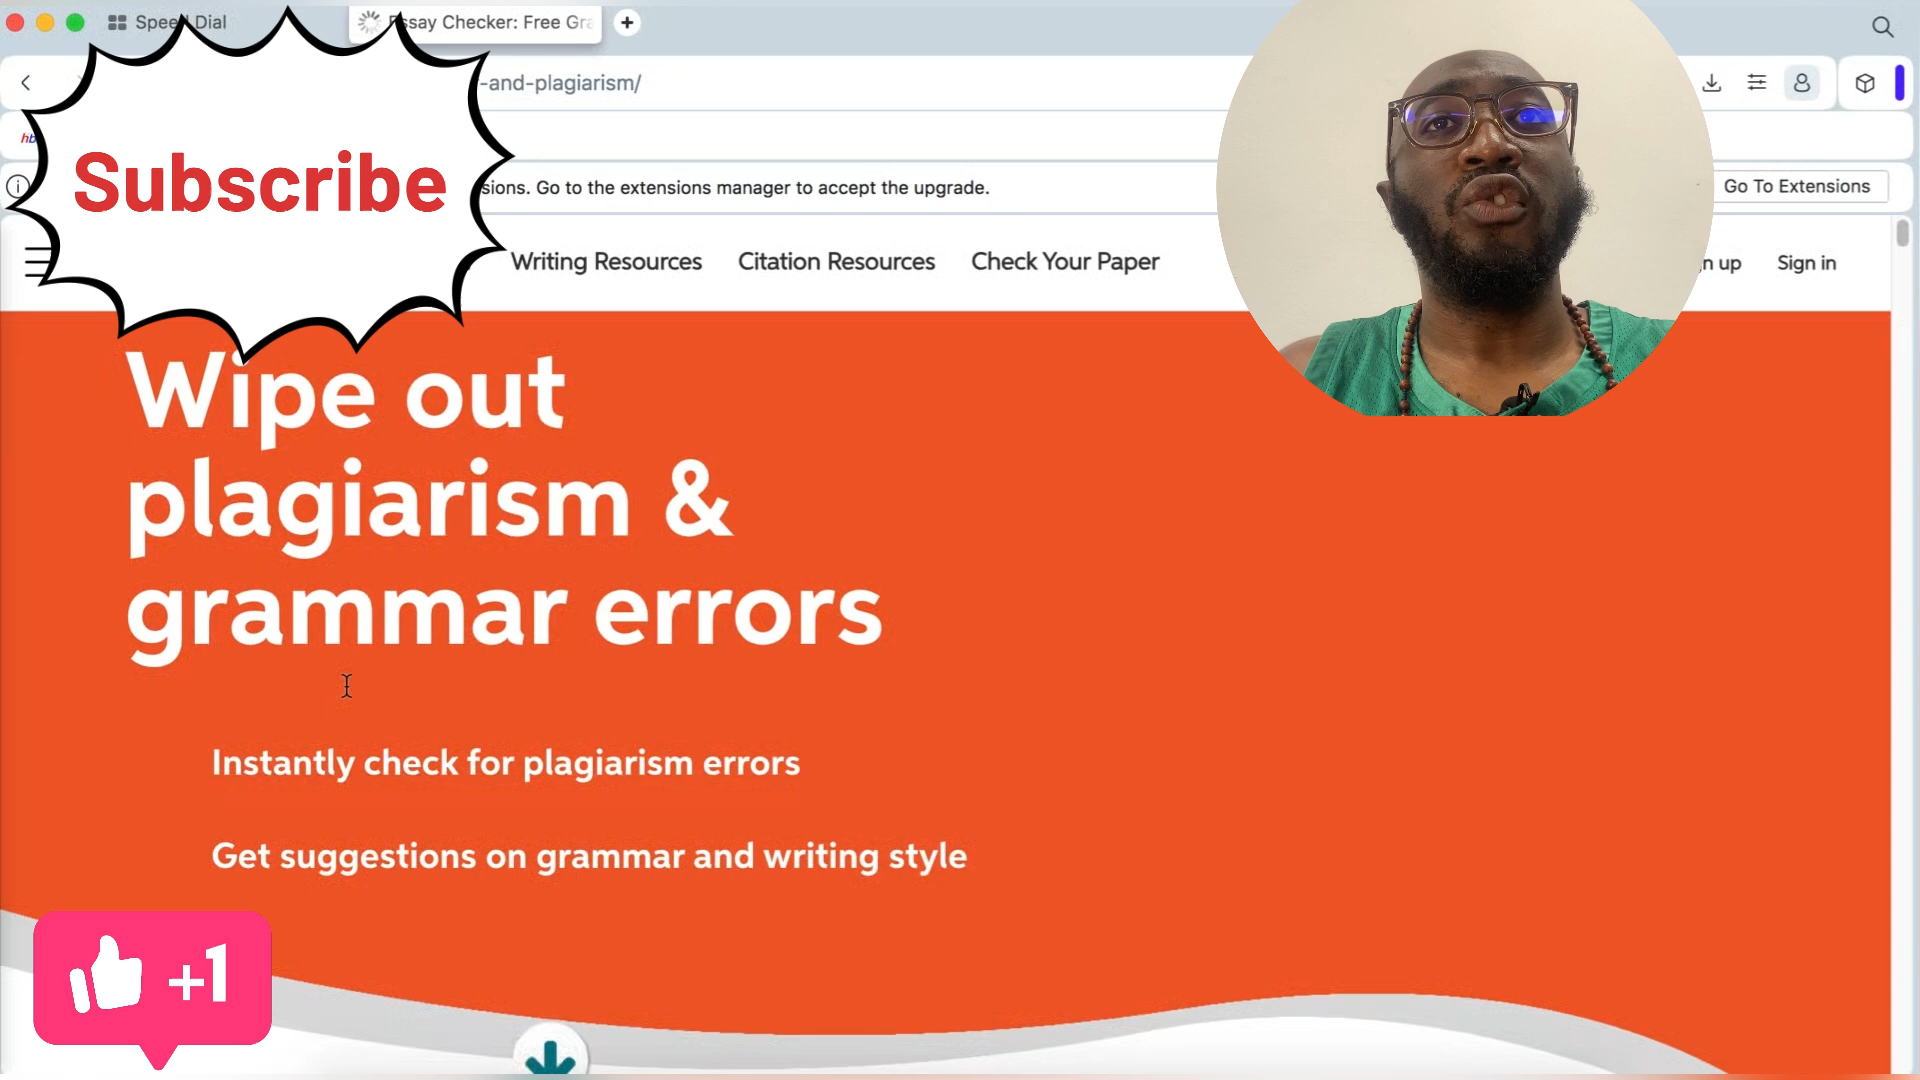 Speed Dial
Essay Checker: Free Gra
-and-plagiarism/
Subscribe
sions. Go to the extensions manager to accept the upgrade.
Go To Extensions
Writing Resources
Citation Resources
Check Your Paper
n up
Sign in
Wipe out
plagiarism &
grammar errors
Instantly check for plagiarism errors
Get suggestions on grammar and writing style
+1